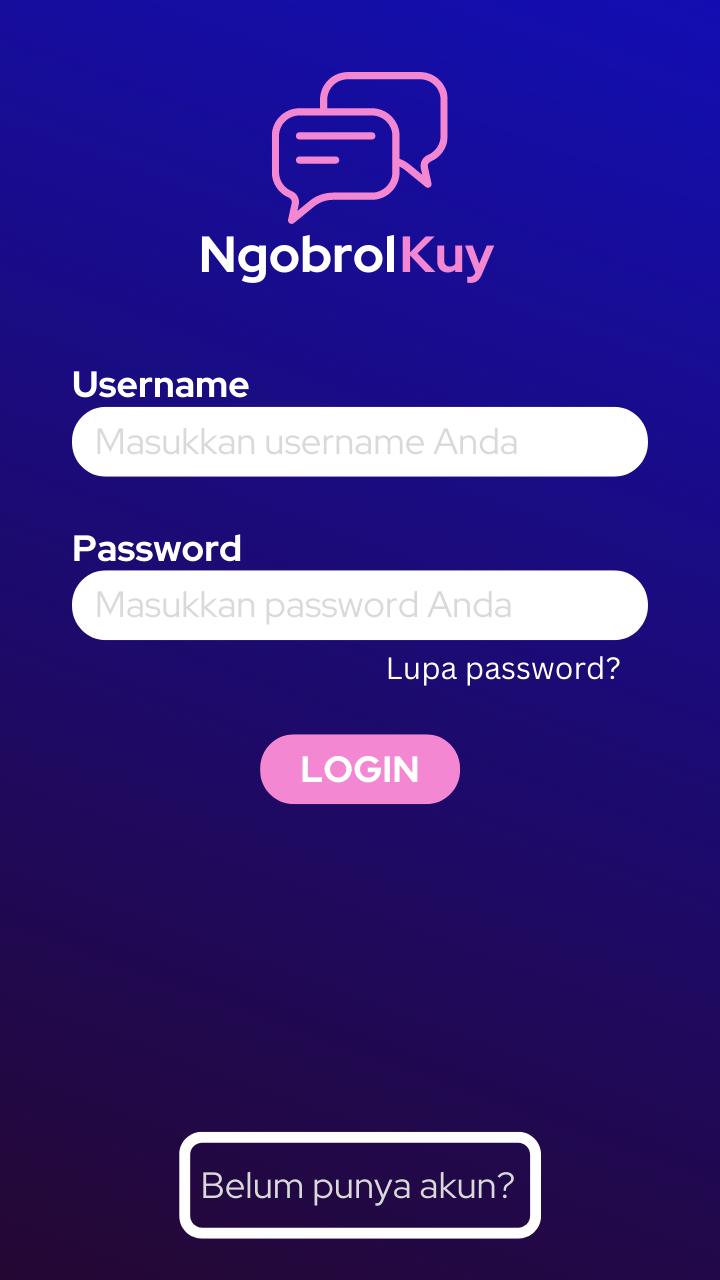 NgobrolKuy
Username
Masukkan username Anda
Password
Masukkan password Anda
Lupa password?
LOGIN
Belum punya akun?